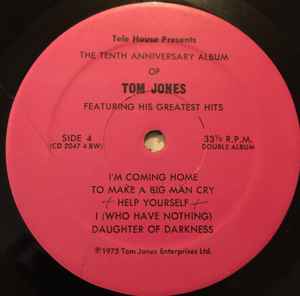 Tele House Presents
THE TENTH ANNIVERSARY ALBUM
OF
TOM JONES
FEATURING HIS GREATEST HITS
SIDE 4
(CD 2047 4 BW)
33⅓ R.P.M.
DOUBLE ALBUM
I'M COMING HOME
TO MAKE A BIG MAN CRY
HELP YOURSELF
I (WHO HAVE NOTHING)
DAUGHTER OF DARKNESS
℗1975 Tom Jones Enterprises Ltd.